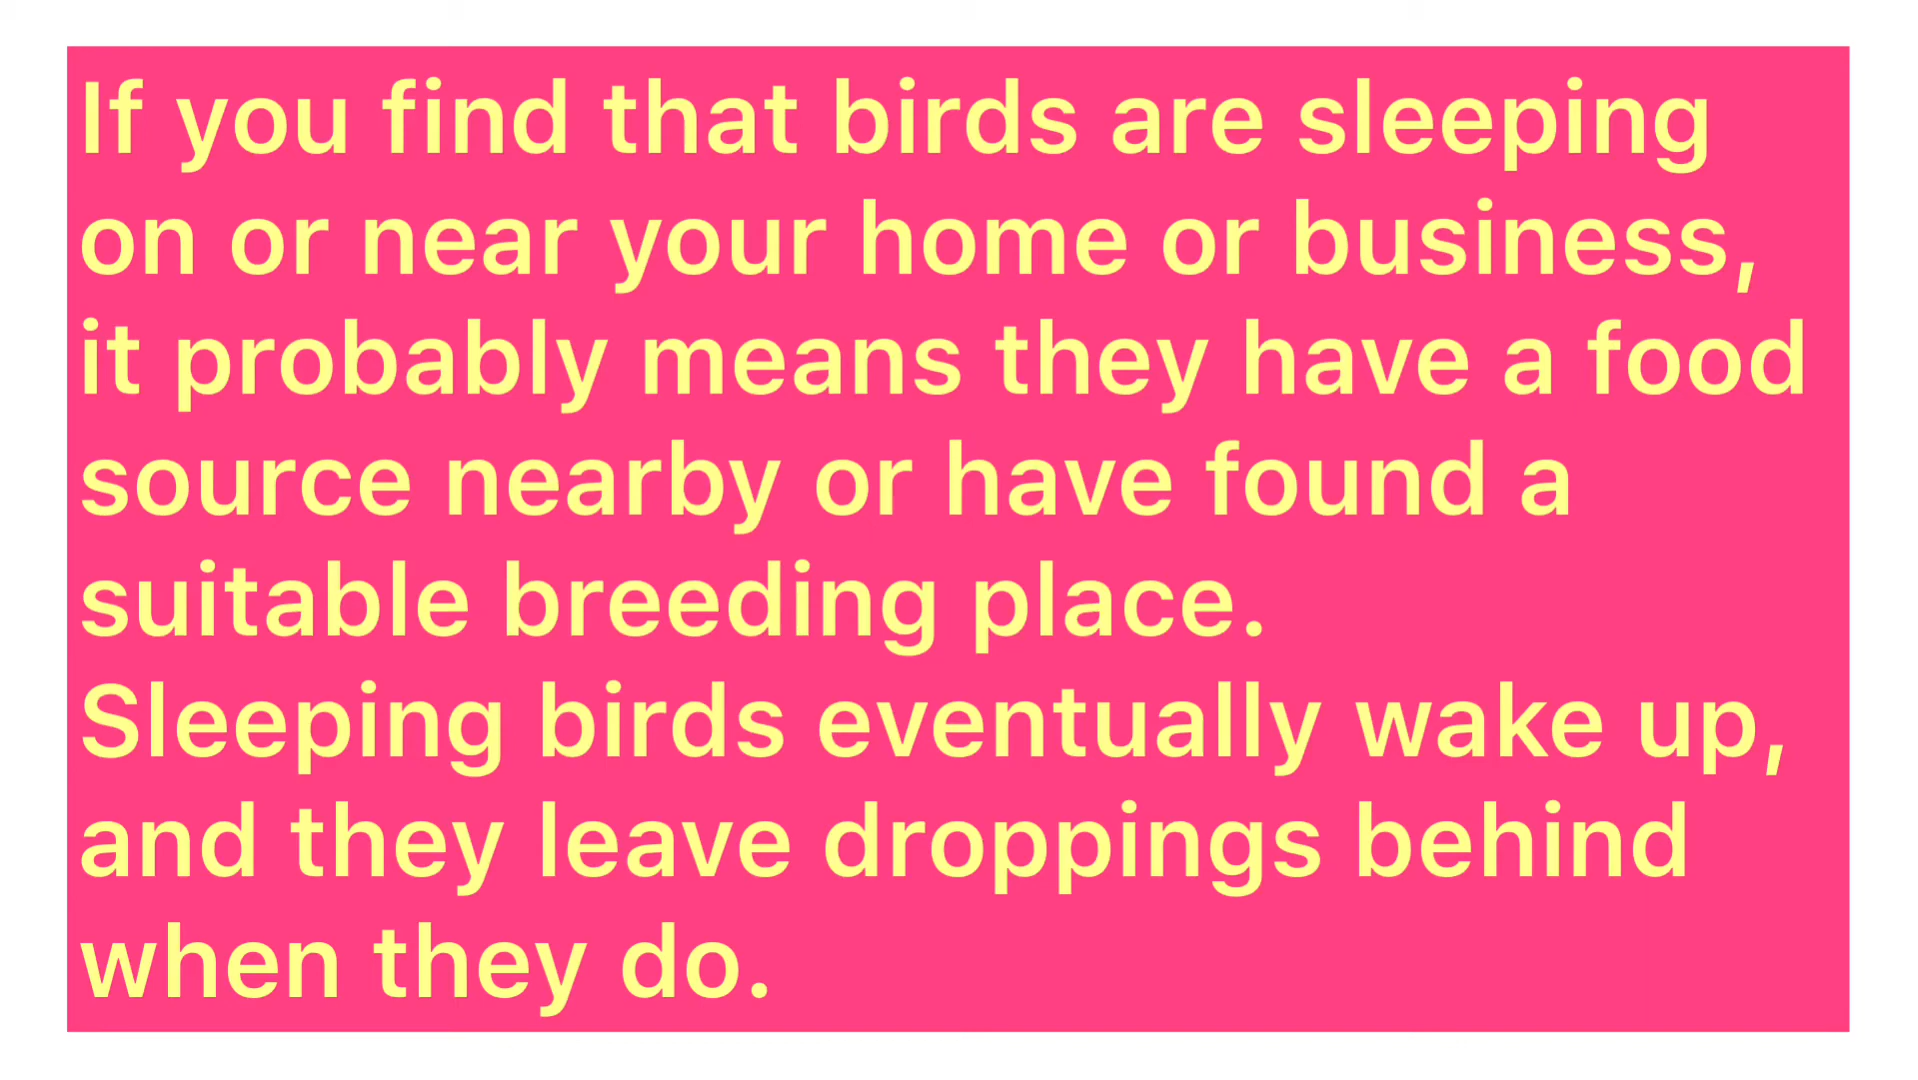 If you find that birds are sleeping
on or near your home or business,
it probably means they have a food
source nearby or have found a
suitable breeding place.
Sleeping birds eventually wake up,
and they leave droppings behind
when they do.